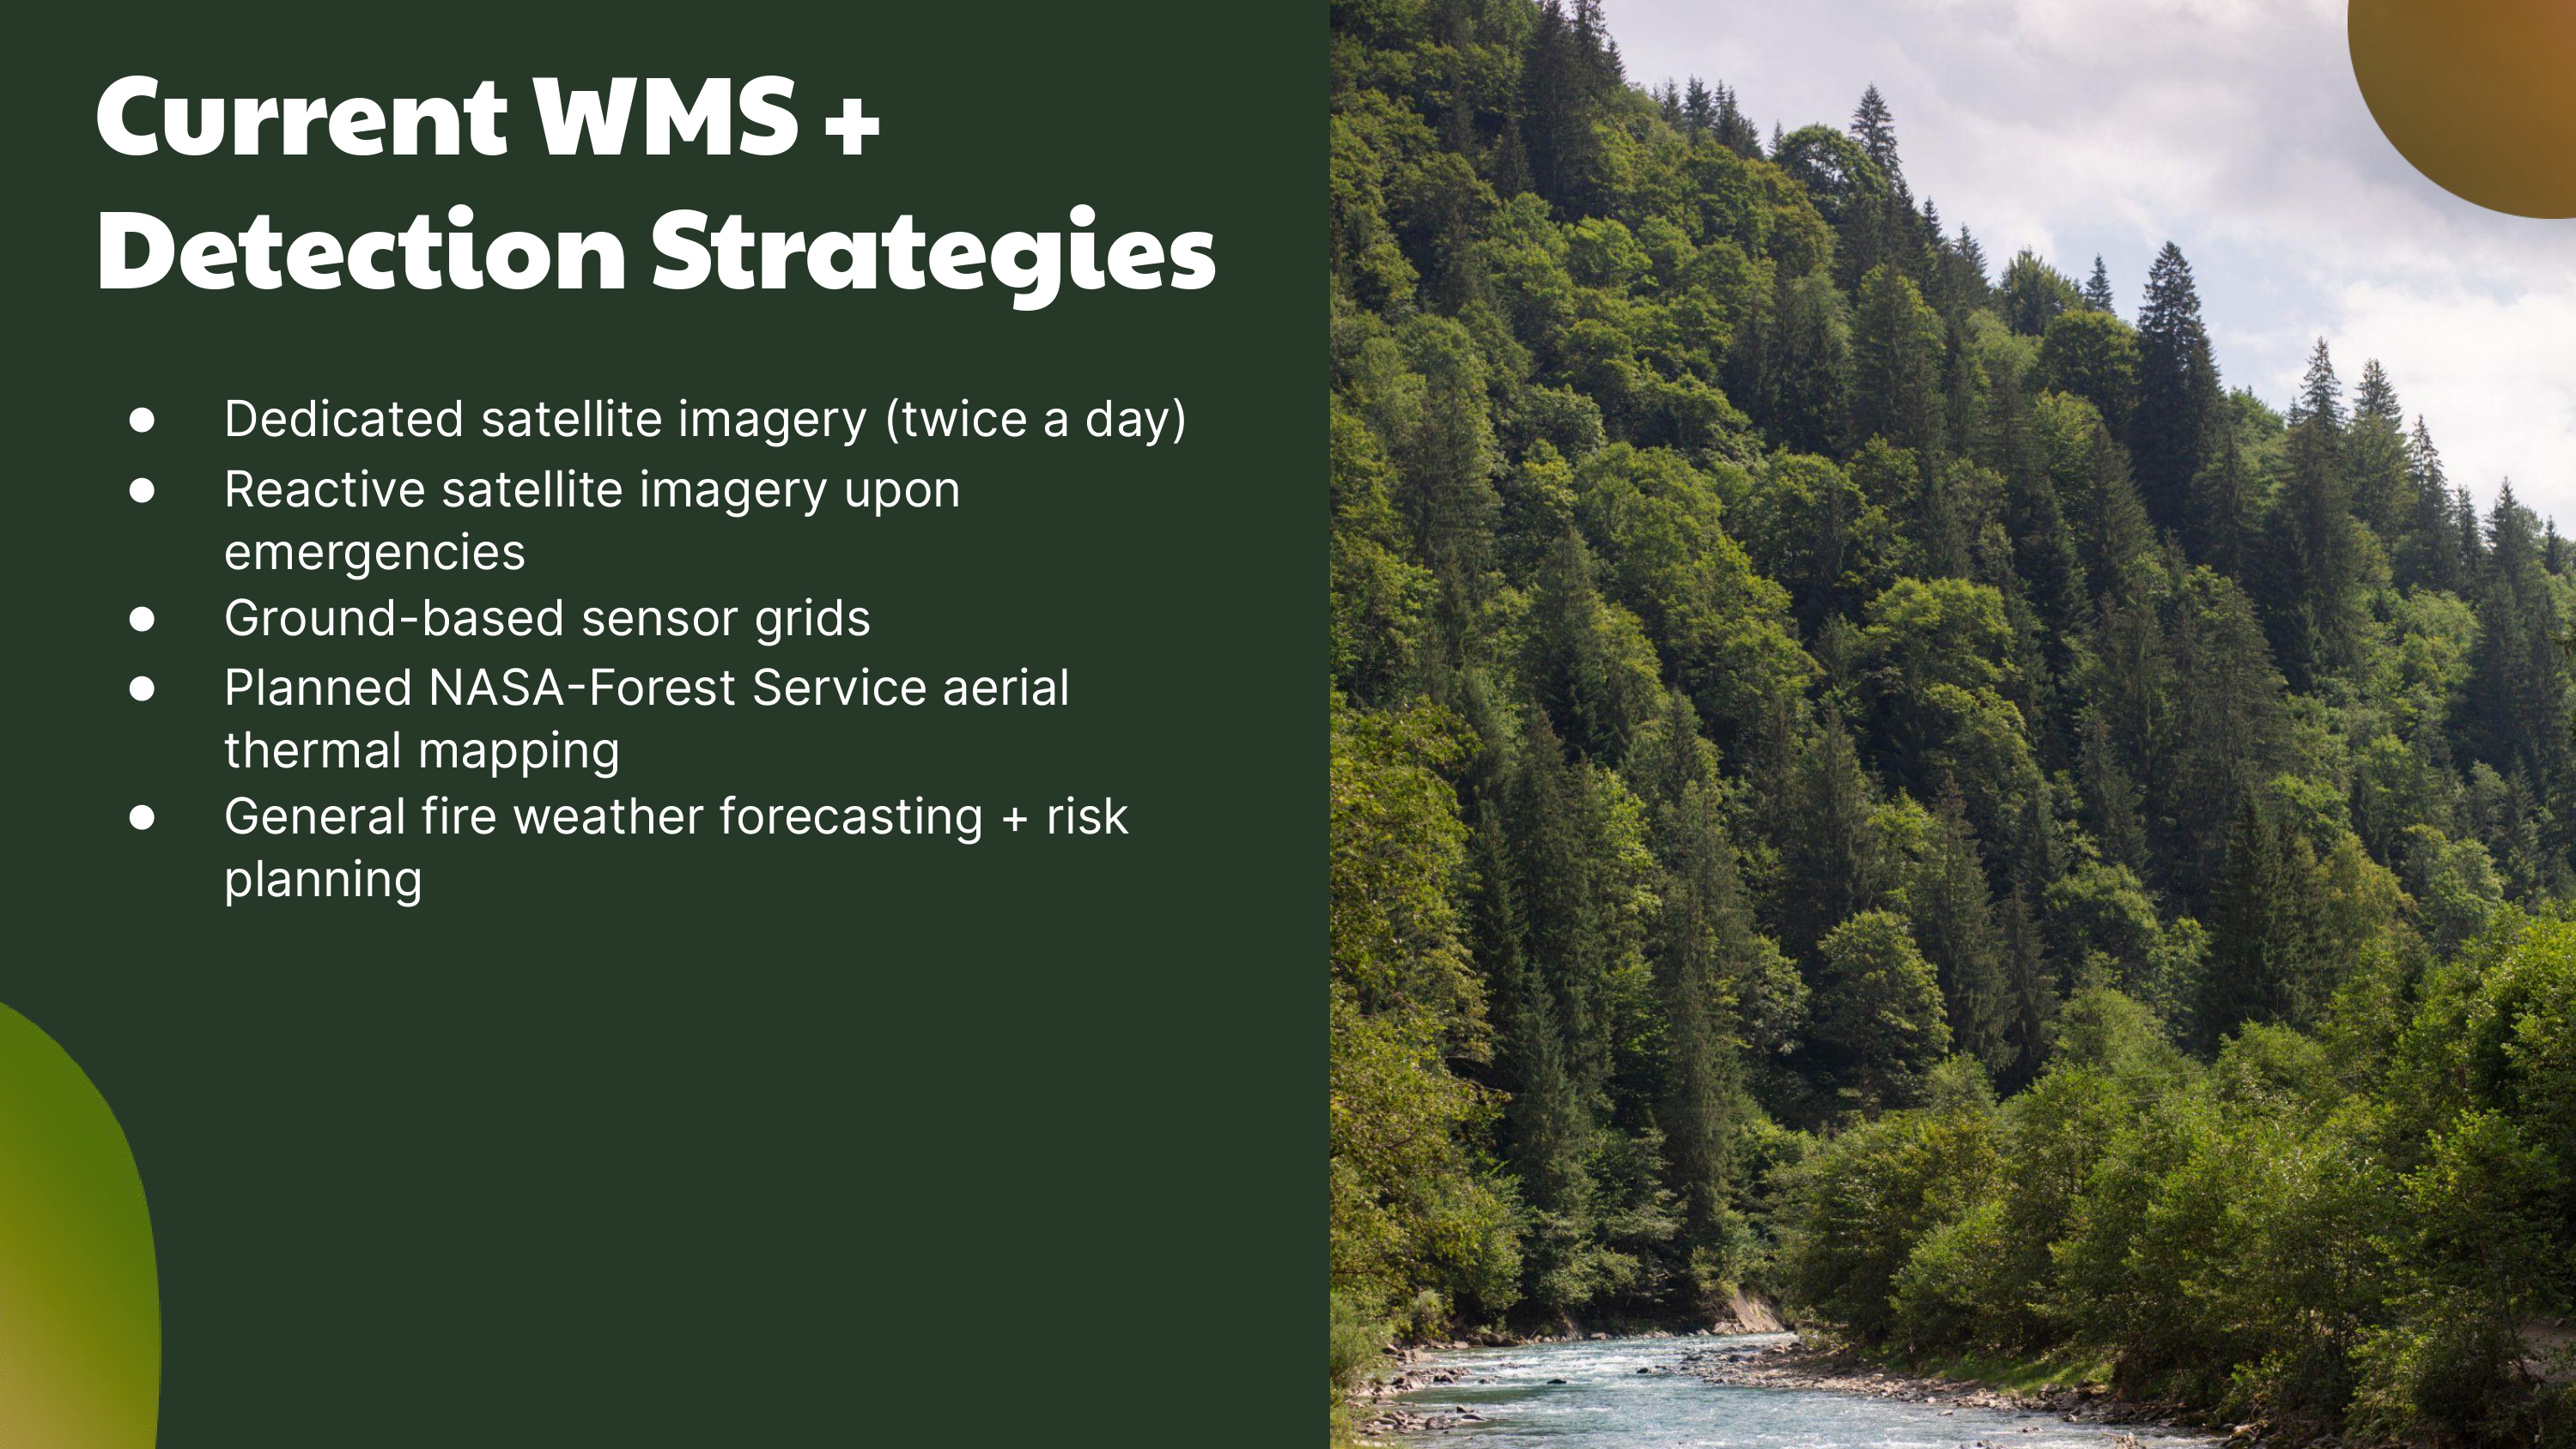 Current WMS +
Detection Strategies
● Dedicated satellite imagery (twice a day)
● Reactive satellite imagery upon
emergencies
● Ground-based sensor grids
● Planned NASA-Forest Service aerial
thermal mapping
● General fire weather forecasting + risk
planning